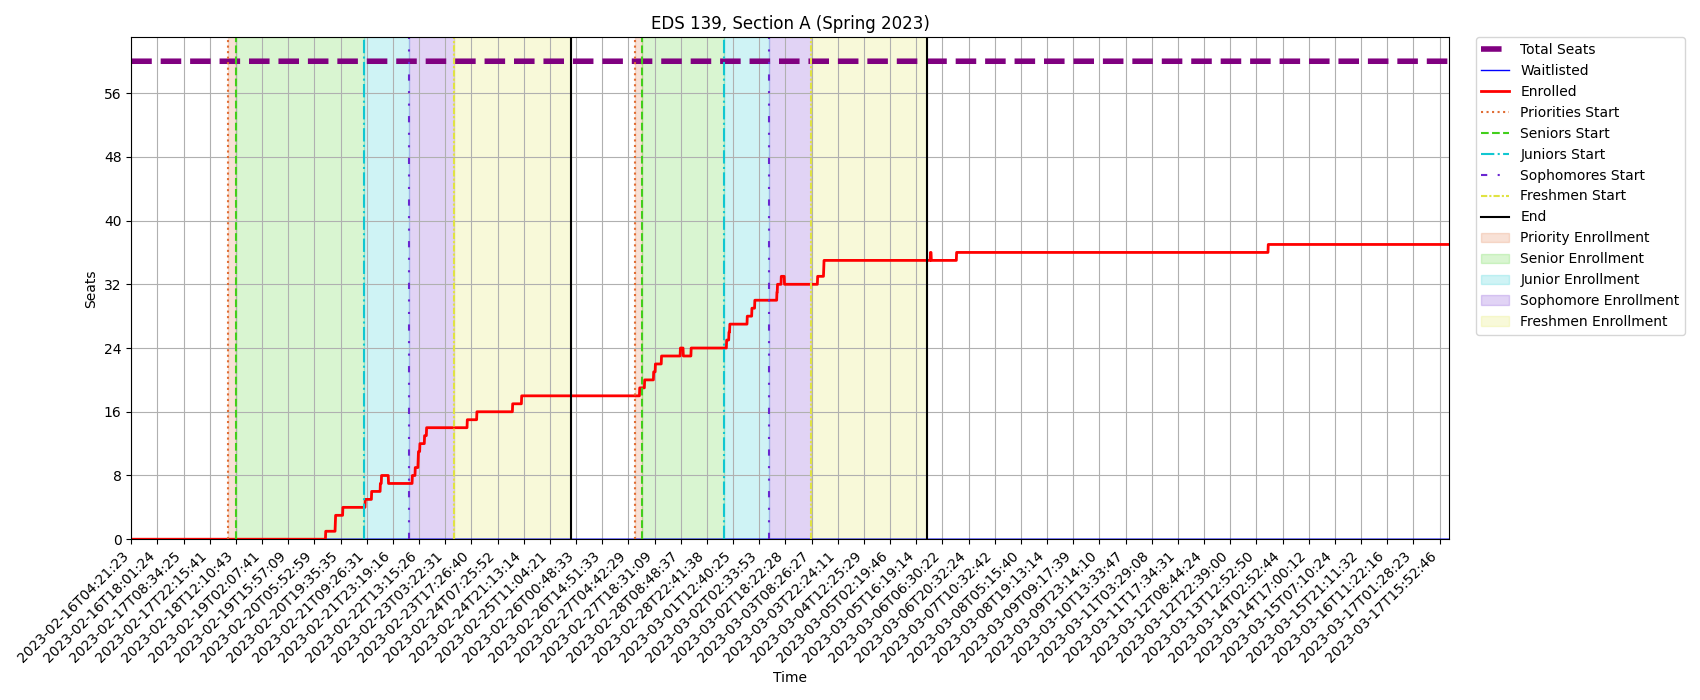 EDS 139, Section A (Spring 2023)
Seats
56
48
40
32
24
16
8
0
2023-02-16T04:21:23
2023-02-16T18:01:24
2023-02-17T08:34:25
2023-02-17T22:15:41
2023-02-18T12:10:43
2023-02-19T02:07:41
2023-02-19T15:57:09
2023-02-20T05:52:59
2023-02-20T19:35:35
2023-02-21T09:26:31
2023-02-21T23:19:16
2023-02-22T13:15:26
2023-02-23T03:22:31
2023-02-23T17:26:40
2023-02-24T07:25:52
2023-02-24T21:13:14
2023-02-25T11:04:21
2023-02-26T00:48:33
2023-02-26T14:51:33
2023-02-27T04:42:29
2023-02-27T18:31:09
2023-02-28T08:48:37
2023-02-28T22:41:38
2023-03-01T12:40:25
2023-03-02T02:33:53
2023-03-02T18:22:28
2023-03-03T08:26:27
2023-03-03T22:24:11
2023-03-04T12:25:29
2023-03-05T02:19:46
2023-03-05T19:19:14
2023-03-06T06:30:22
2023-03-06T20:32:24
2023-03-07T10:32:42
2023-03-08T05:15:40
2023-03-08T19:13:14
2023-03-09T09:17:39
2023-03-09T23:14:10
2023-03-10T13:33:47
2023-03-11T03:29:08
2023-03-11T17:34:31
2023-03-12T08:44:24
2023-03-12T22:39:00
2023-03-13T12:52:50
2023-03-14T02:52:44
2023-03-14T17:00:12
2023-03-15T07:10:24
2023-03-15T21:11:32
2023-03-16T11:22:16
2023-03-17T01:28:23
2023-03-17T15:52:46
Time
Total Seats
Waitlisted
Enrolled
Priorities Start
Seniors Start
Juniors Start
Sophomores Start
Freshmen Start
End
Priority Enrollment
Senior Enrollment
Junior Enrollment
Sophomore Enrollment
Freshmen Enrollment